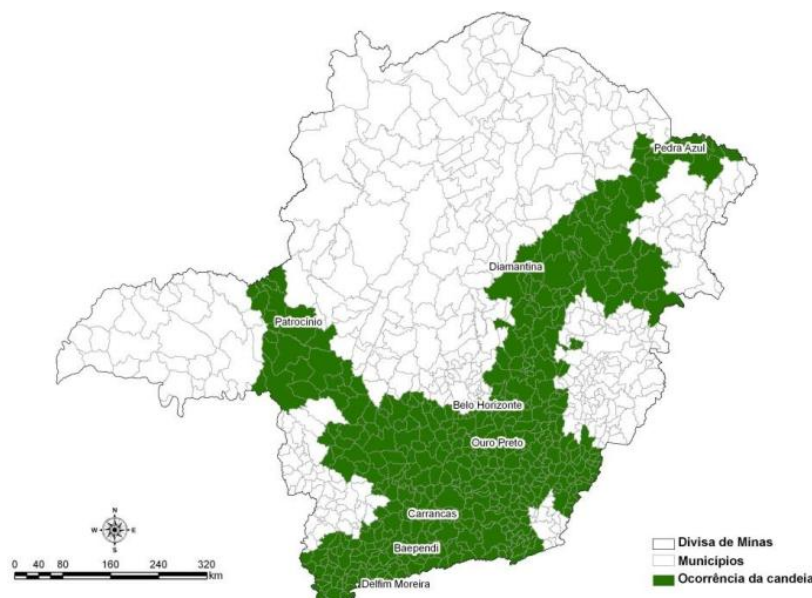 Pedra Azul
Diamantina
Patrocínio
Belo Horizonte
Ouro Preto
Carrancas
Baependi
Delfim Moreira
N
W E
S
0 40 80 160 240 320
km
Divisa de Minas
Municípios
Ocorrência da candeia